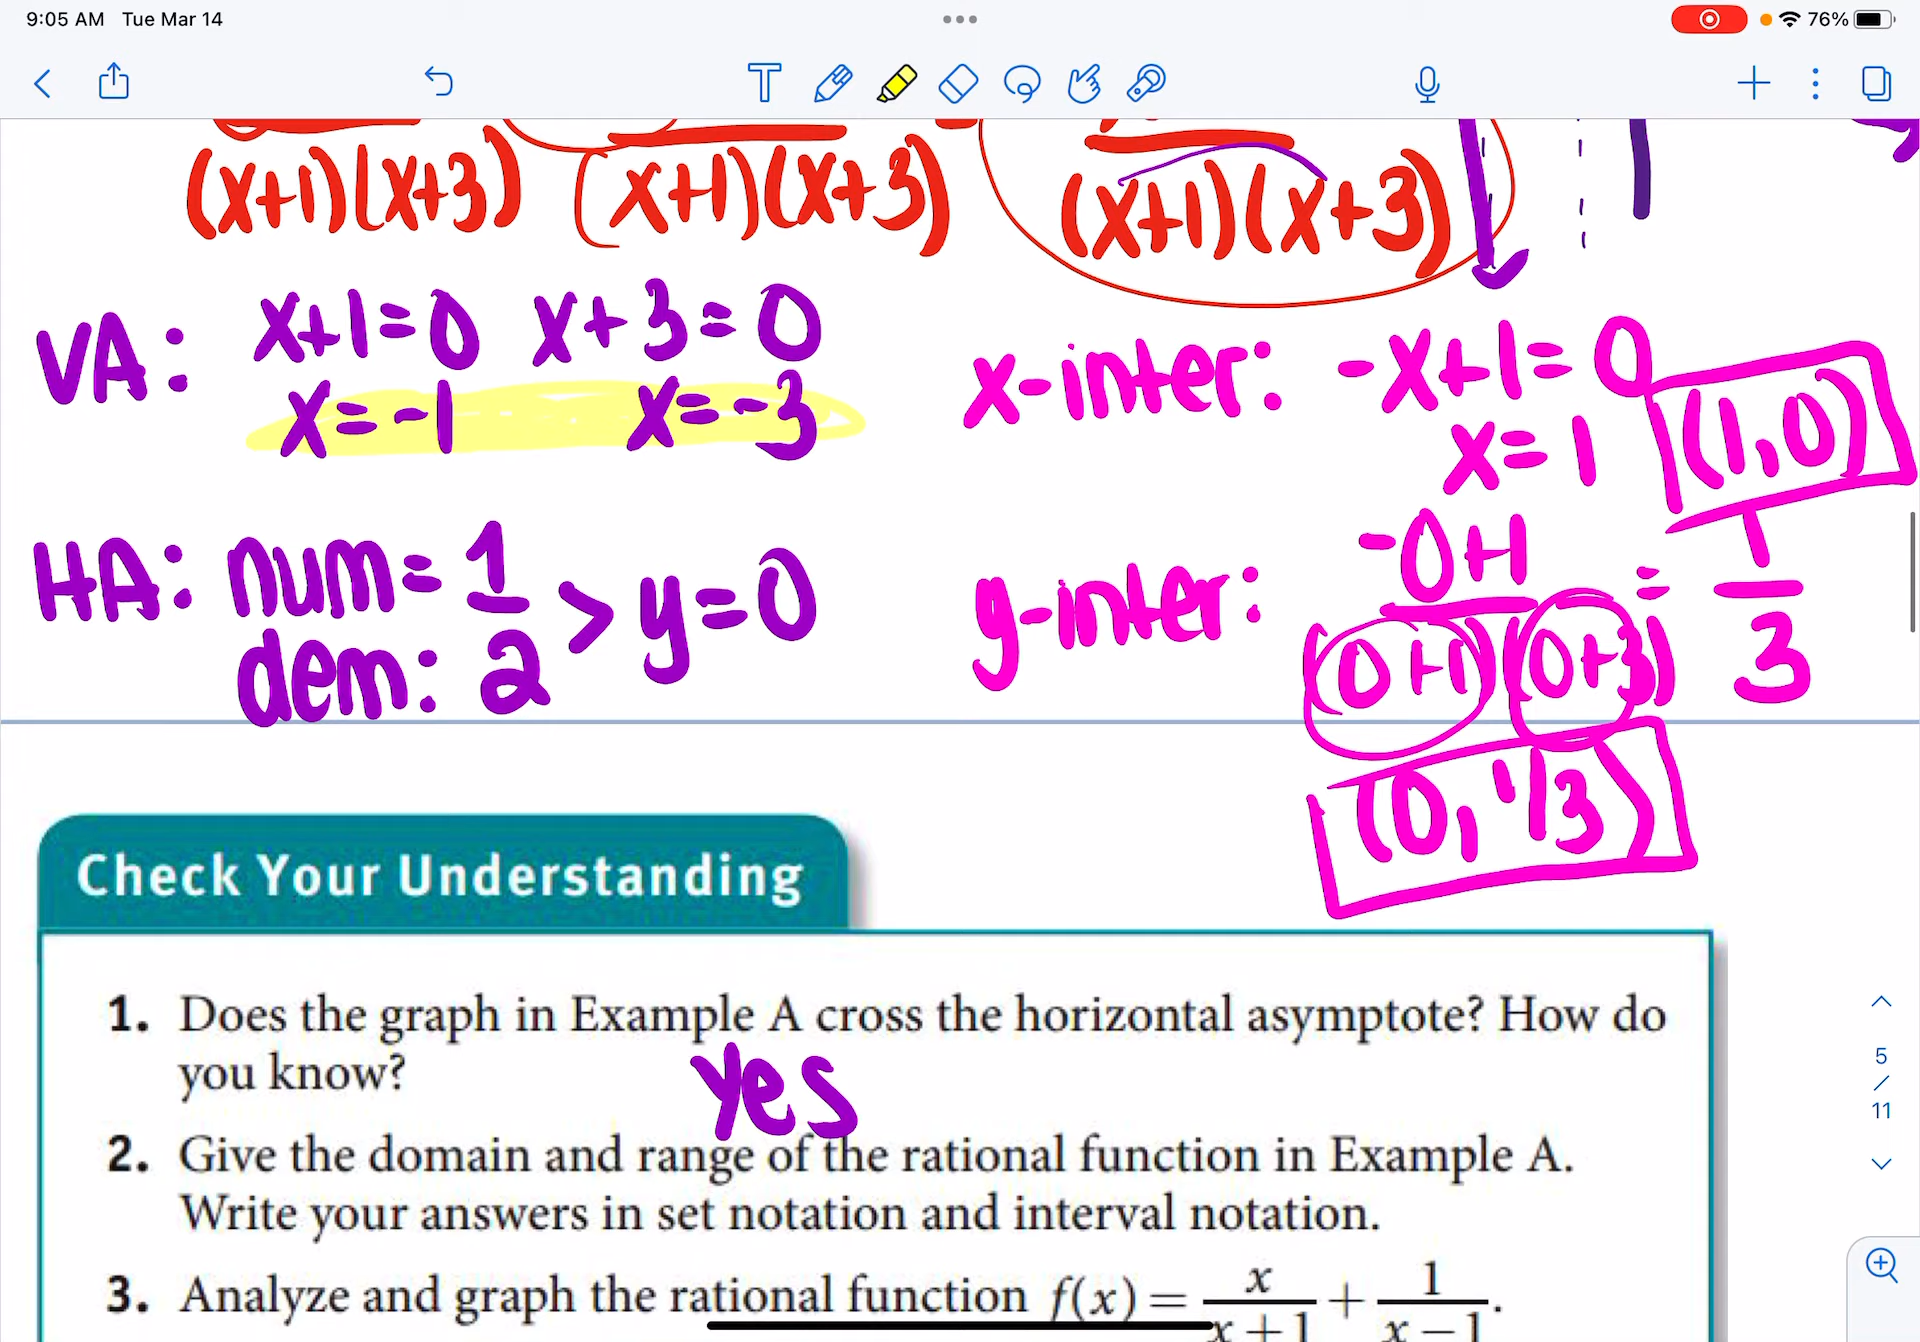 9:05 AM Tue Mar 14
76%
(x+1)(x+3) (x+1)(x+3) (x+1)(x+3)
VA: x+1=0 x+3=0
x=-1 x=-3
x-inter: -x+1=0
x=1 (1,0)
HA: num=1 > y=0
dem: 2
y-inter: -0+1 = 1
(0+1)(0+3) 3
(0, 1/3)
Check Your Understanding
1. Does the graph in Example A cross the horizontal asymptote? How do
you know?
yes
2. Give the domain and range of the rational function in Example A.
Write your answers in set notation and interval notation.
3. Analyze and graph the rational function f(x) = x/(x + 1) + 1/(x − 1).
5
/
11